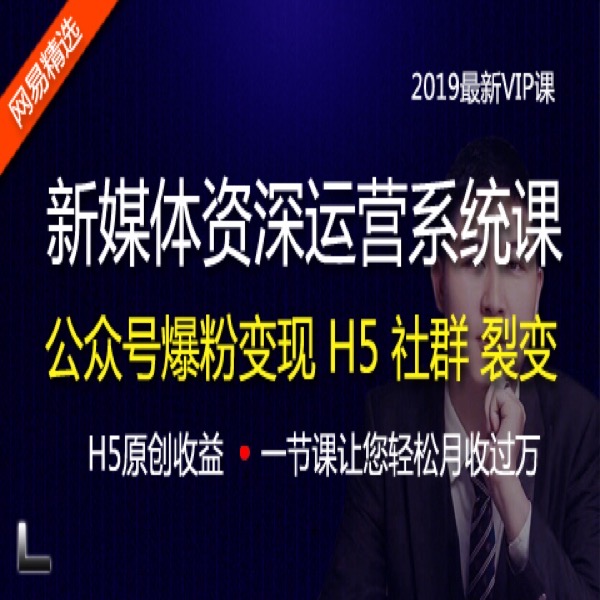 网易精选
2019最新VIP课
新媒体资深运营系统课
公众号爆粉变现 H5 社群 裂变
H5原创收益 • 一节课让您轻松月收过万